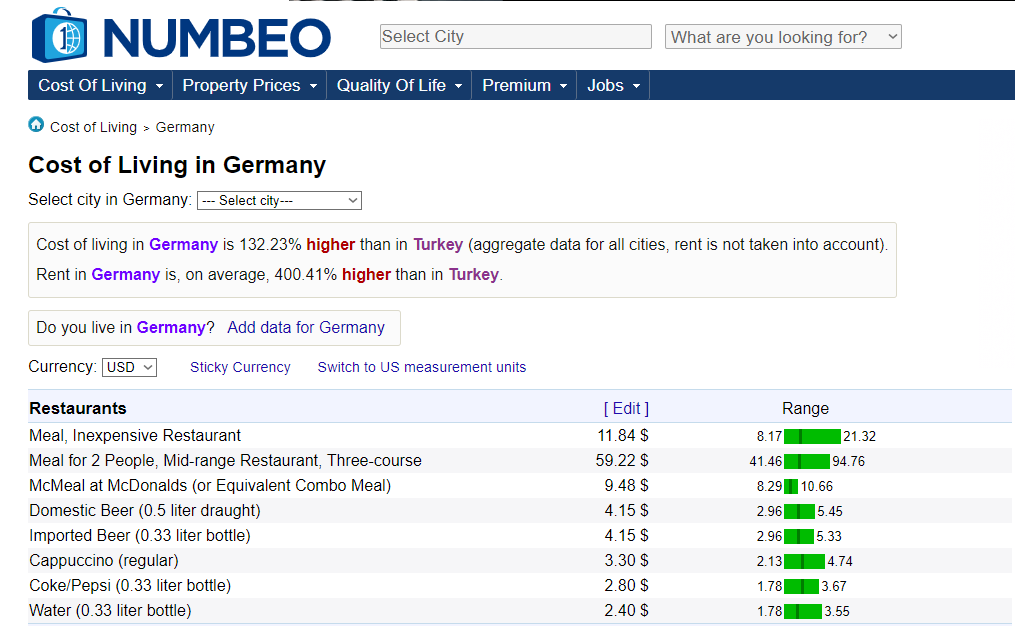 NUMBEO
Select City
What are you looking for?
Cost Of Living Property Prices Quality Of Life Premium Jobs
Cost of Living > Germany
Cost of Living in Germany
Select city in Germany: --- Select city---
Cost of living in Germany is 132.23% higher than in Turkey (aggregate data for all cities, rent is not taken into account).
Rent in Germany is, on average, 400.41% higher than in Turkey.
Do you live in Germany? Add data for Germany
Currency: USD Sticky Currency Switch to US measurement units
Restaurants [ Edit ] Range
Meal, Inexpensive Restaurant 11.84 $ 8.17 21.32
Meal for 2 People, Mid-range Restaurant, Three-course 59.22 $ 41.46 94.76
McMeal at McDonalds (or Equivalent Combo Meal) 9.48 $ 8.29 10.66
Domestic Beer (0.5 liter draught) 4.15 $ 2.96 5.45
Imported Beer (0.33 liter bottle) 4.15 $ 2.96 5.33
Cappuccino (regular) 3.30 $ 2.13 4.74
Coke/Pepsi (0.33 liter bottle) 2.80 $ 1.78 3.67
Water (0.33 liter bottle) 2.40 $ 1.78 3.55